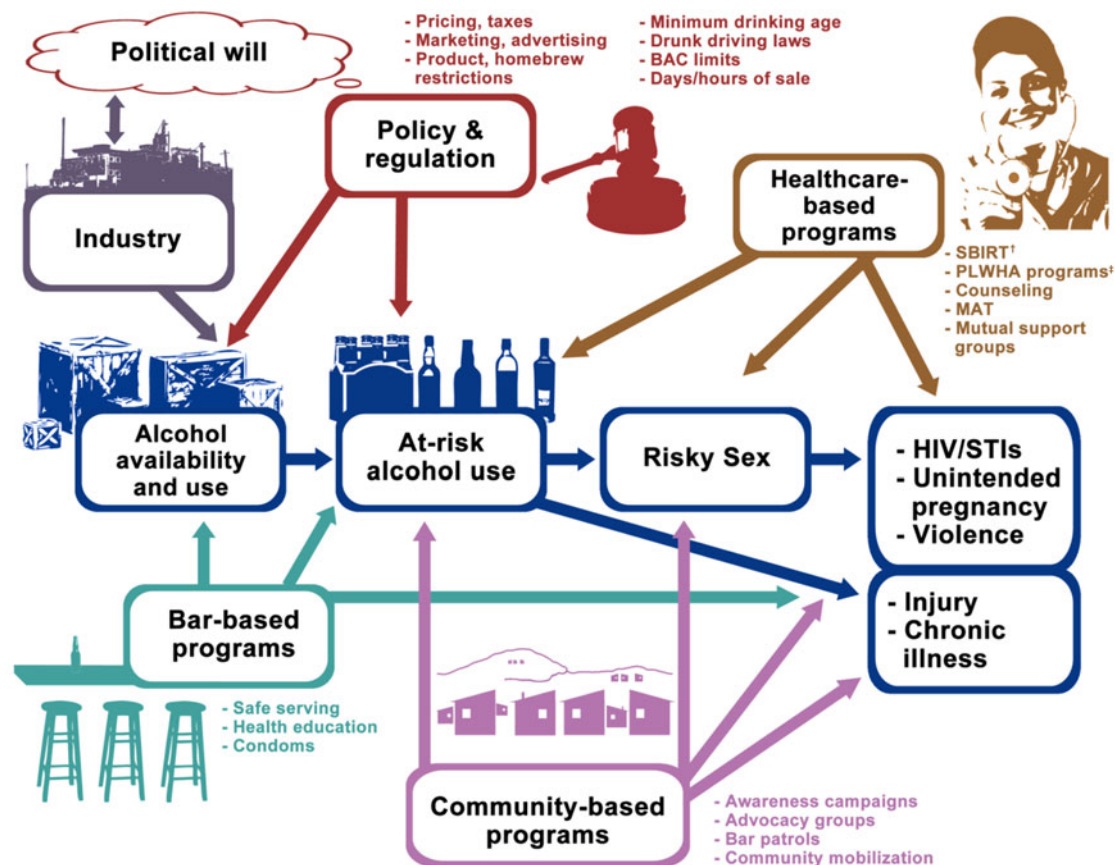 Political will
- Pricing, taxes
- Marketing, advertising
- Product, homebrew
restrictions
- Minimum drinking age
- Drunk driving laws
- BAC limits
- Days/hours of sale
Policy &
regulation
Industry
Healthcare-
based
programs
- SBIRT†
- PLWHA programs‡
- Counseling
- MAT
- Mutual support
groups
Alcohol
availability
and use
At-risk
alcohol use
Risky Sex
- HIV/STIs
- Unintended
pregnancy
- Violence
- Injury
- Chronic
illness
Bar-based
programs
- Safe serving
- Health education
- Condoms
Community-based
programs
- Awareness campaigns
- Advocacy groups
- Bar patrols
- Community mobilization